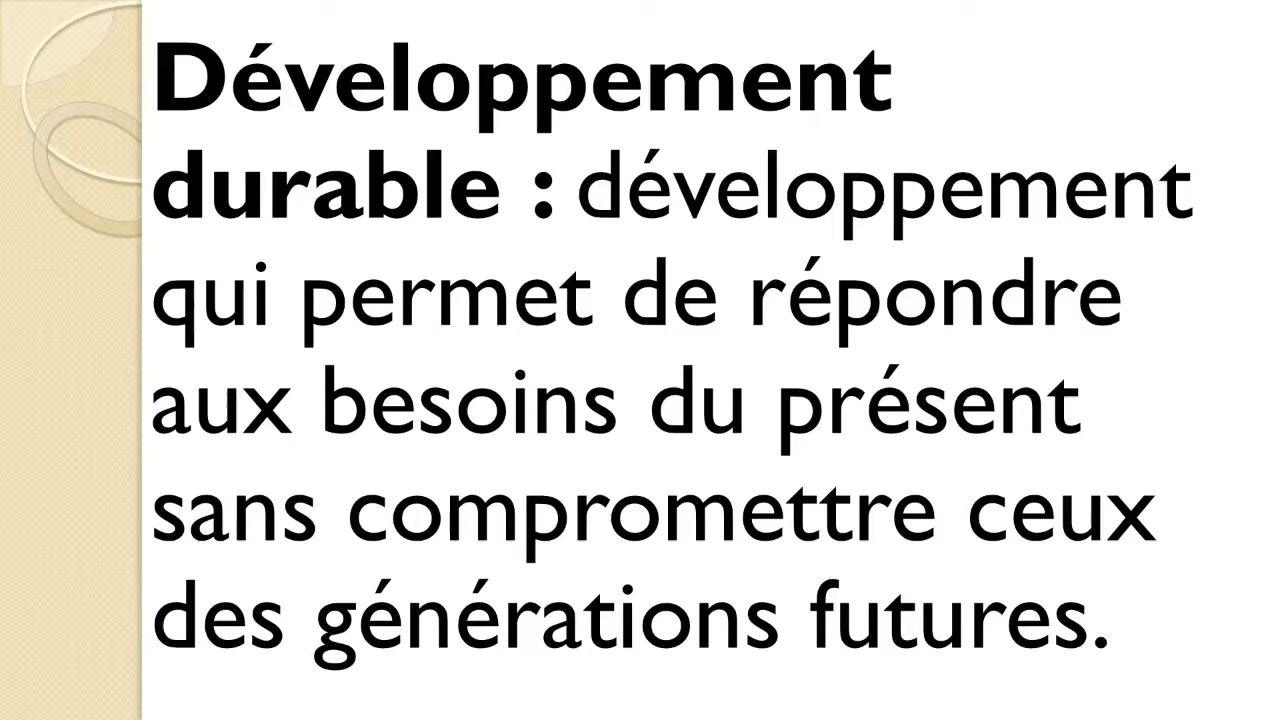 Développement
durable : développement
qui permet de répondre
aux besoins du présent
sans compromettre ceux
des générations futures.